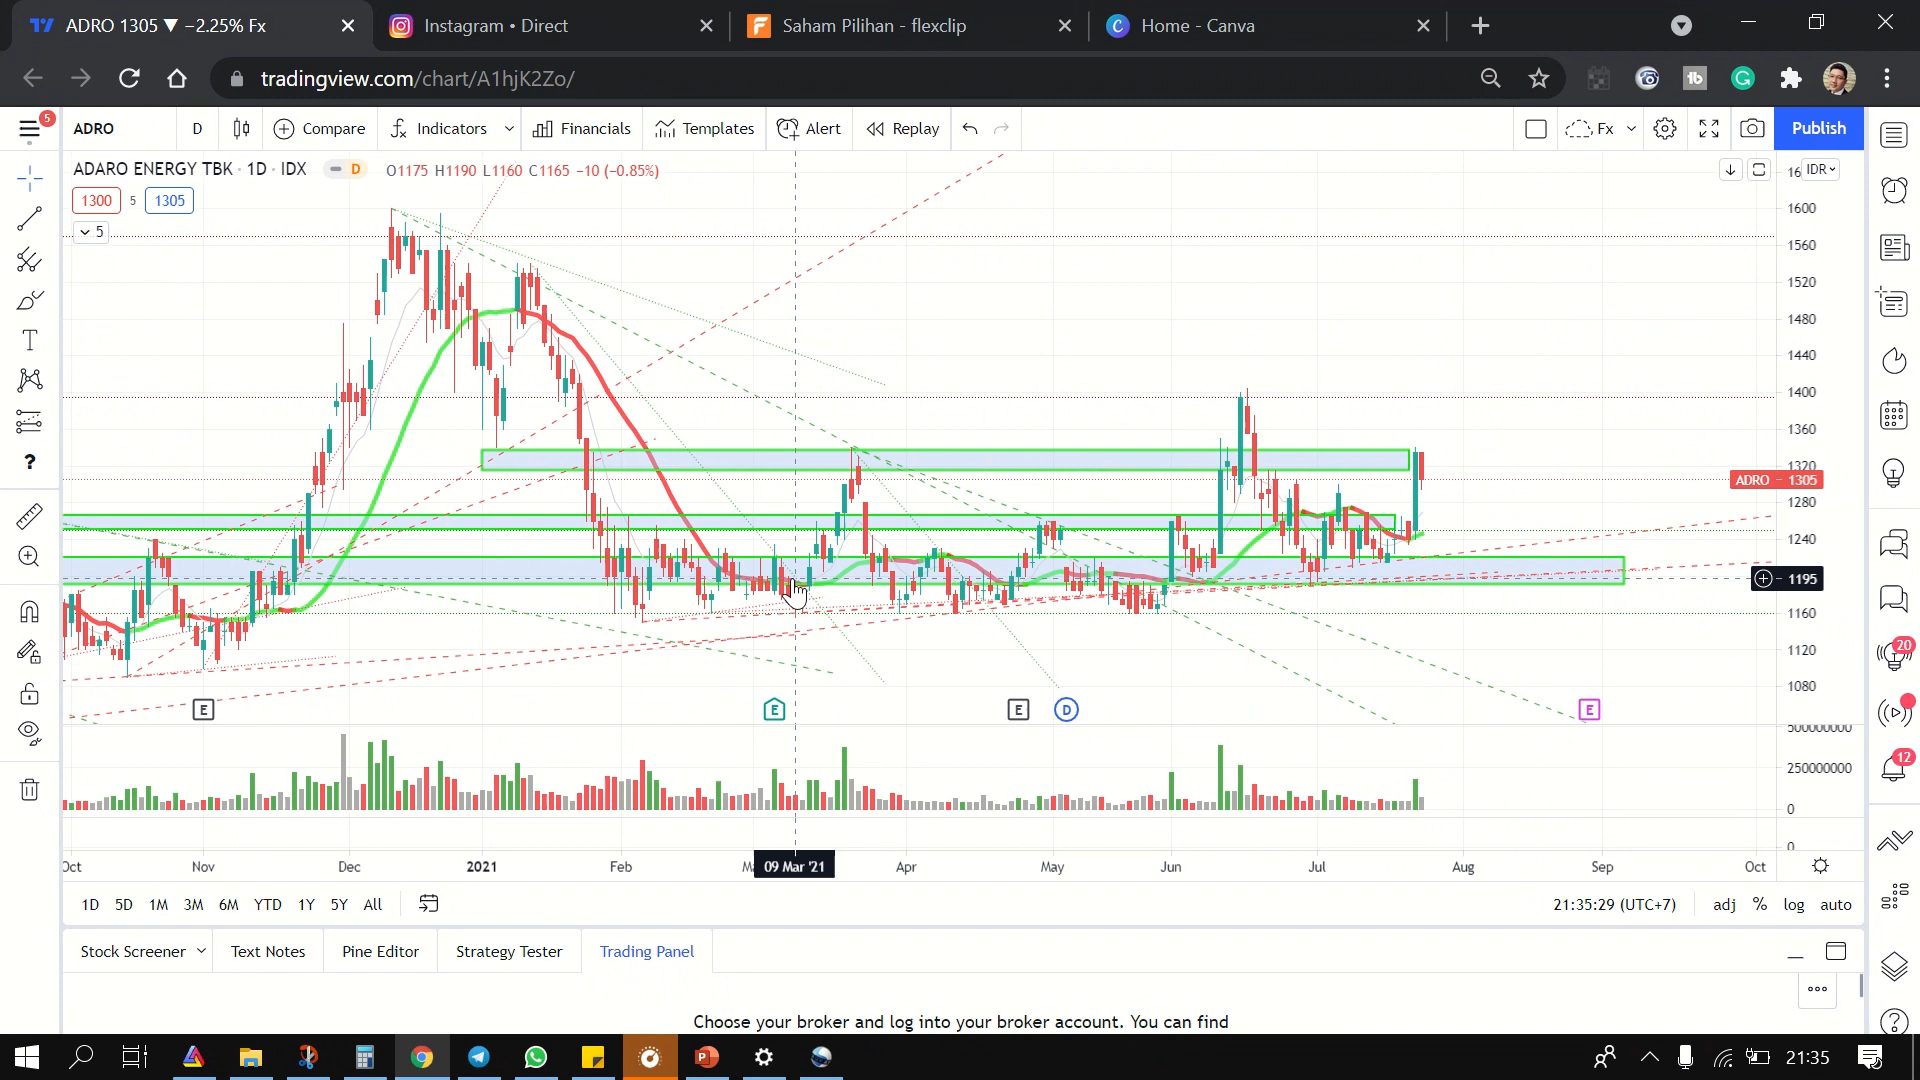 ADRO 1305 ▼ −2.25% Fx
Instagram • Direct
Saham Pilihan - flexclip
Home - Canva
tradingview.com/chart/A1hjK2Zo/
5
ADRO
D
Compare
Indicators
Financials
Templates
Alert
Replay
Fx
Publish
ADARO ENERGY TBK · 1D · IDX
D
O1175 H1190 L1160 C1165 −10 (−0.85%)
IDR
1300
5
1305
5
1600
1560
1520
1480
1440
1400
1360
1320
ADRO
1305
1280
1240
1195
1160
1120
1080
E
E
E
D
E
250000000
0
0
Nov
Dec
2021
Feb
09 Mar '21
Apr
May
Jun
Jul
Aug
Sep
Oct
1D
5D
1M
3M
6M
YTD
1Y
5Y
All
21:35:29 (UTC+7)
adj
%
log
auto
Stock Screener
Text Notes
Pine Editor
Strategy Tester
Trading Panel
Choose your broker and log into your broker account. You can find
20
12
21:35